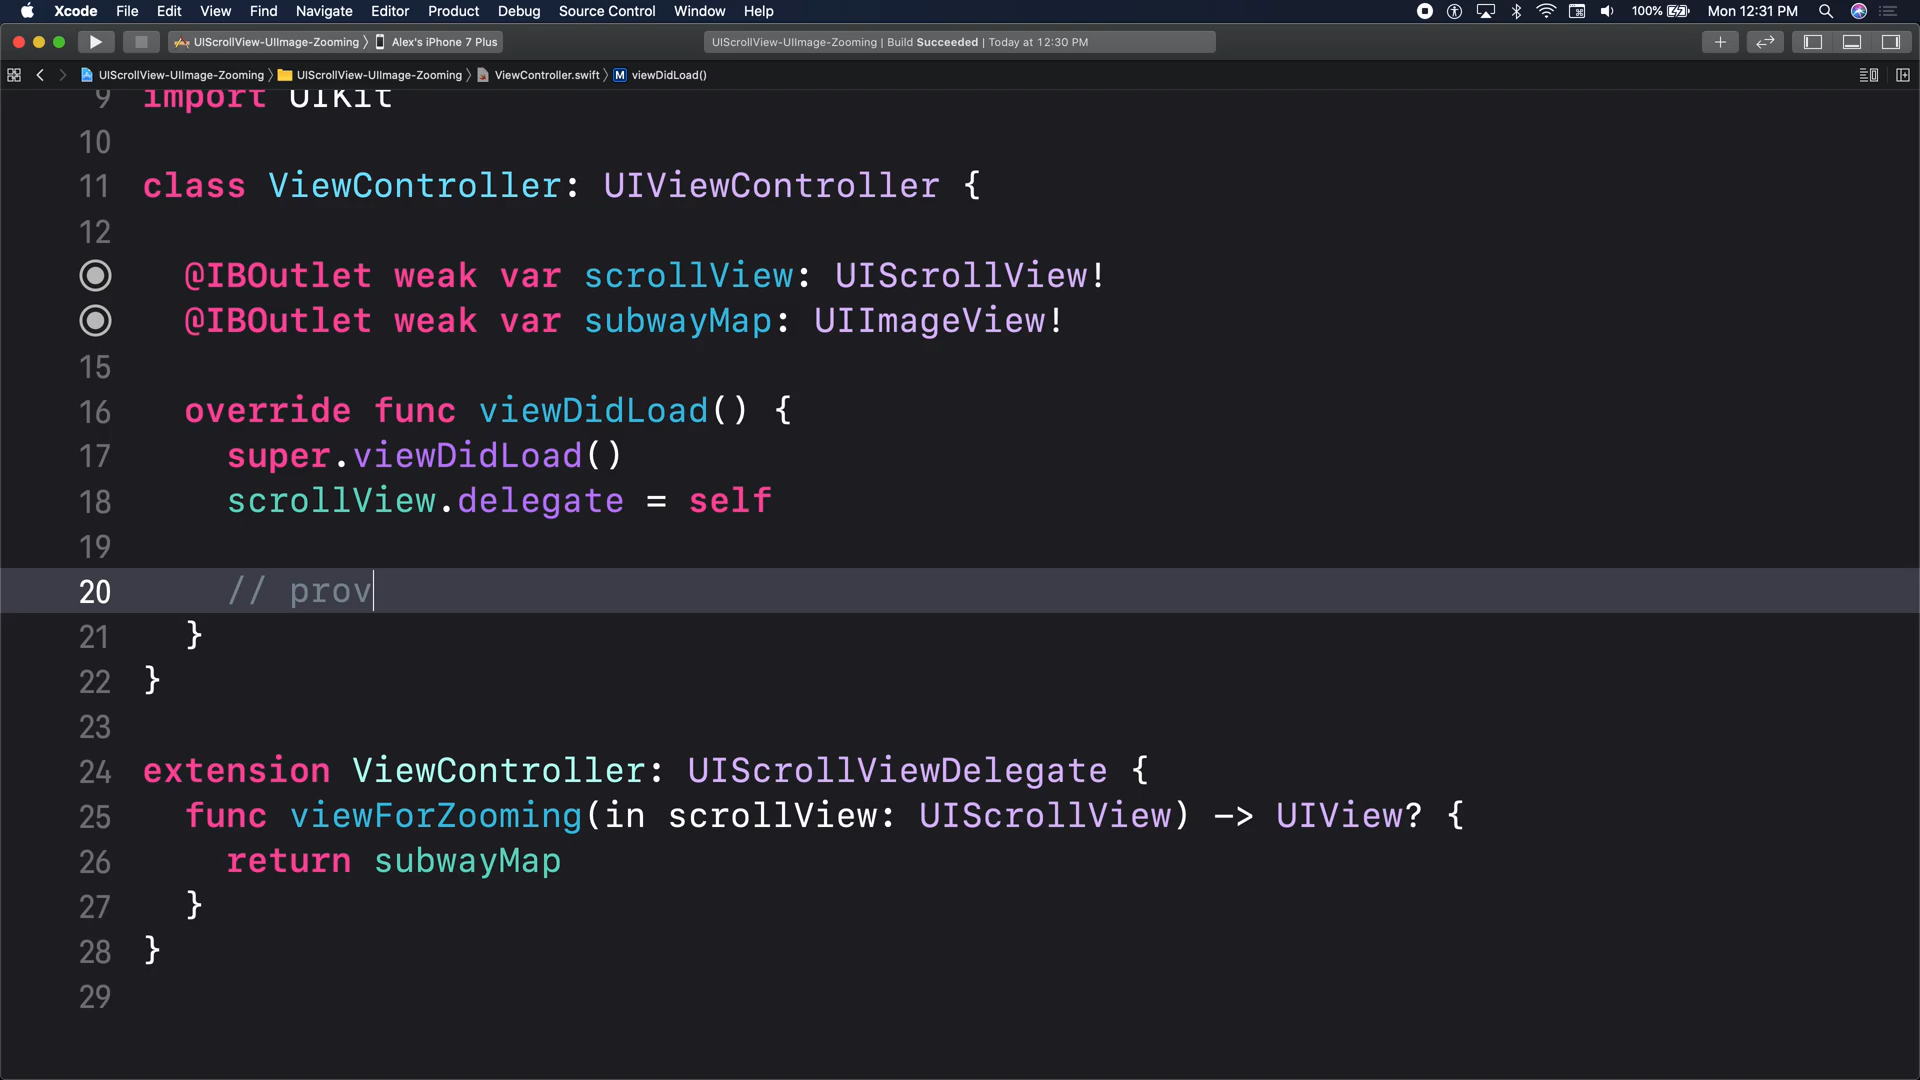 Xcode File Edit View Find Navigate Editor Product Debug Source Control Window Help 100% Mon 12:31 PM
UIScrollView-UIImage-Zooming 〉 Alex's iPhone 7 Plus UIScrollView-UIImage-Zooming | Build Succeeded | Today at 12:30 PM
UIScrollView-UIImage-Zooming 〉 UIScrollView-UIImage-Zooming 〉 ViewController.swift 〉 M viewDidLoad()
9 import UIKit
10
11 class ViewController: UIViewController {
12
@IBOutlet weak var scrollView: UIScrollView!
@IBOutlet weak var subwayMap: UIImageView!
15
16 override func viewDidLoad() {
17 super.viewDidLoad()
18 scrollView.delegate = self
19
20 // prov
21 }
22 }
23
24 extension ViewController: UIScrollViewDelegate {
25 func viewForZooming(in scrollView: UIScrollView) -> UIView? {
26 return subwayMap
27 }
28 }
29